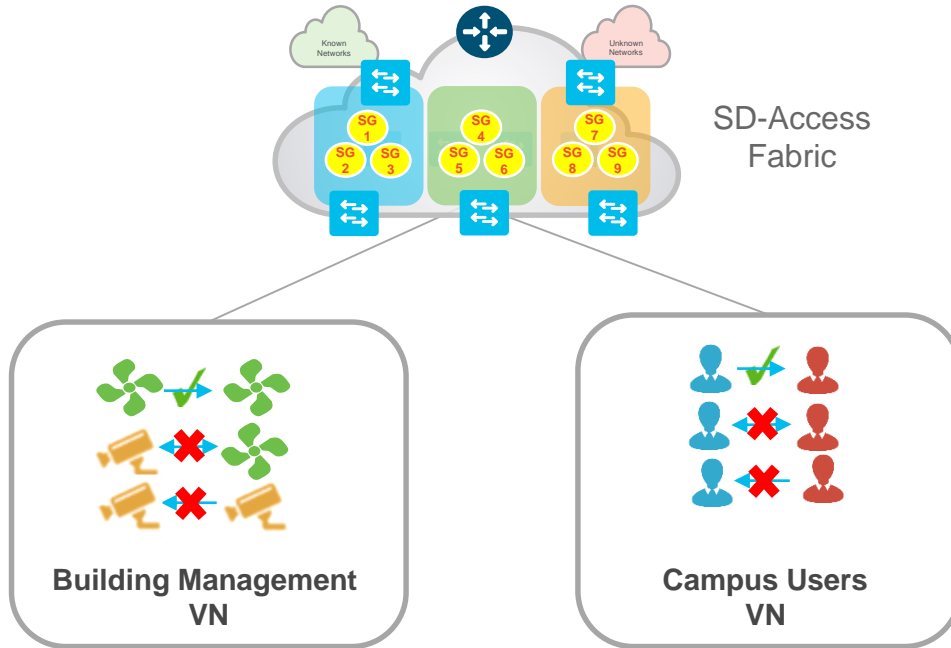 Known
Networks
Unknown
Networks
SG
1
SG
2
SG
3
SG
4
SG
5
SG
6
SG
7
SG
8
SG
9
SD-Access
Fabric
Building Management
VN
Campus Users
VN